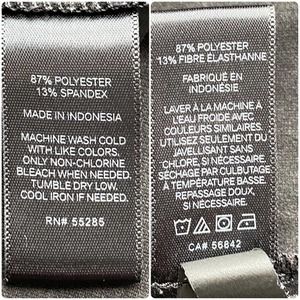 87% POLYESTER
13% SPANDEX
MADE IN INDONESIA
MACHINE WASH COLD
WITH LIKE COLORS,
ONLY NON-CHLORINE
BLEACH WHEN NEEDED.
TUMBLE DRY LOW.
COOL IRON IF NEEDED.
RN# 55285
87% POLYESTER
13% FIBRE ÉLASTHANNE
FABRIQUÉ EN
INDONÉSIE
LAVER À LA MACHINE À
L'EAU FROIDE AVEC
COULEURS SIMILAIRES.
UTILISEZ SEULEMENT DU
JAVELLISANT SANS
CHLORE, SI NÉCESSAIRE.
SÉCHAGE PAR CULBUTAGE
À TEMPÉRATURE BASSE.
REPASSAGE DOUX,
SI NÉCESSAIRE.
CA# 56842